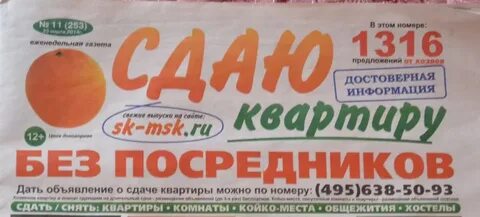 № 11 (253)
еженедельная газета
СДАЮ
квартиру
В этом номере:
1316
предложений от хозяев
ДОСТОВЕРНАЯ
ИНФОРМАЦИЯ
свежие выпуски на сайте:
sk-msk.ru
12+
Цена свободная
БЕЗ ПОСРЕДНИКОВ
Дать объявление о сдаче квартиры можно по номеру: (495)638-50-93
СДАТЬ / СНЯТЬ: КВАРТИРЫ • КОМНАТЫ • КОЙКО-МЕСТА • ОБЩЕЖИТИЯ • ХОСТЕЛЫ